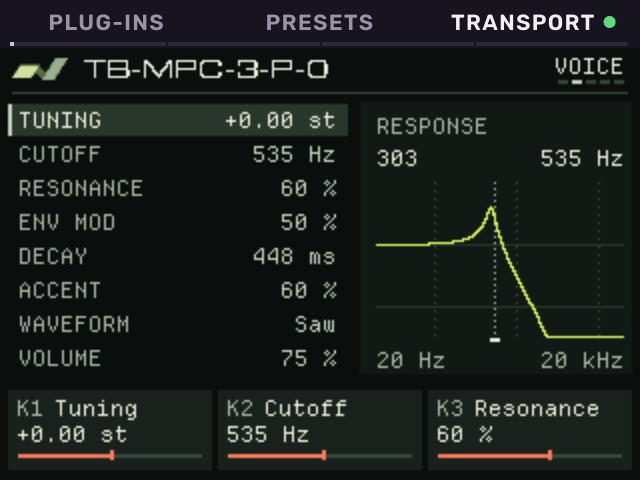 PLUG-INS PRESETS TRANSPORT
TB-MPC-3-P-O VOICE
TUNING +0.00 st
CUTOFF 535 Hz
RESONANCE 60 %
ENV MOD 50 %
DECAY 448 ms
ACCENT 60 %
WAVEFORM Saw
VOLUME 75 %
RESPONSE
303 535 Hz
20 Hz 20 kHz
K1 Tuning
+0.00 st
K2 Cutoff
535 Hz
K3 Resonance
60 %